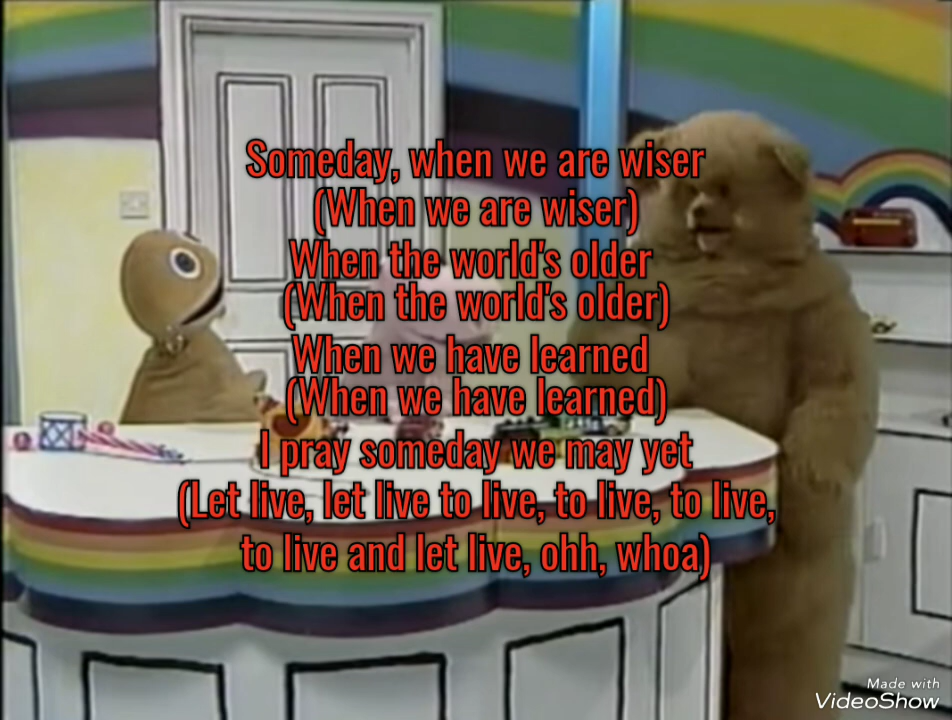 Someday, when we are wiser
(When we are wiser)
When the world's older
(When the world's older)
When we have learned
(When we have learned)
I pray someday we may yet
(Let live, let live to live, to live, to live,
to live and let live, ohh, whoa)
Made with
VideoShow